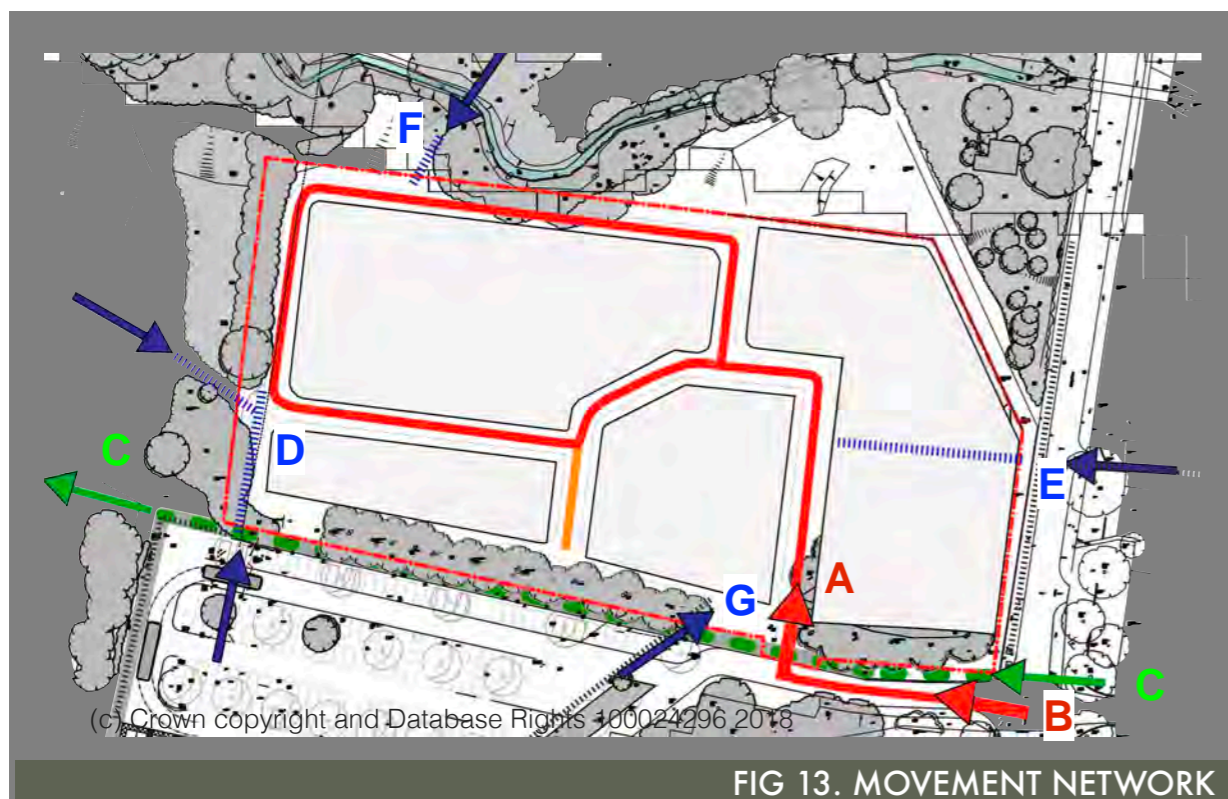 F
C
D
E
G
A
C
B
(c) Crown copyright and Database Rights 100024296 2018
FIG 13. MOVEMENT NETWORK